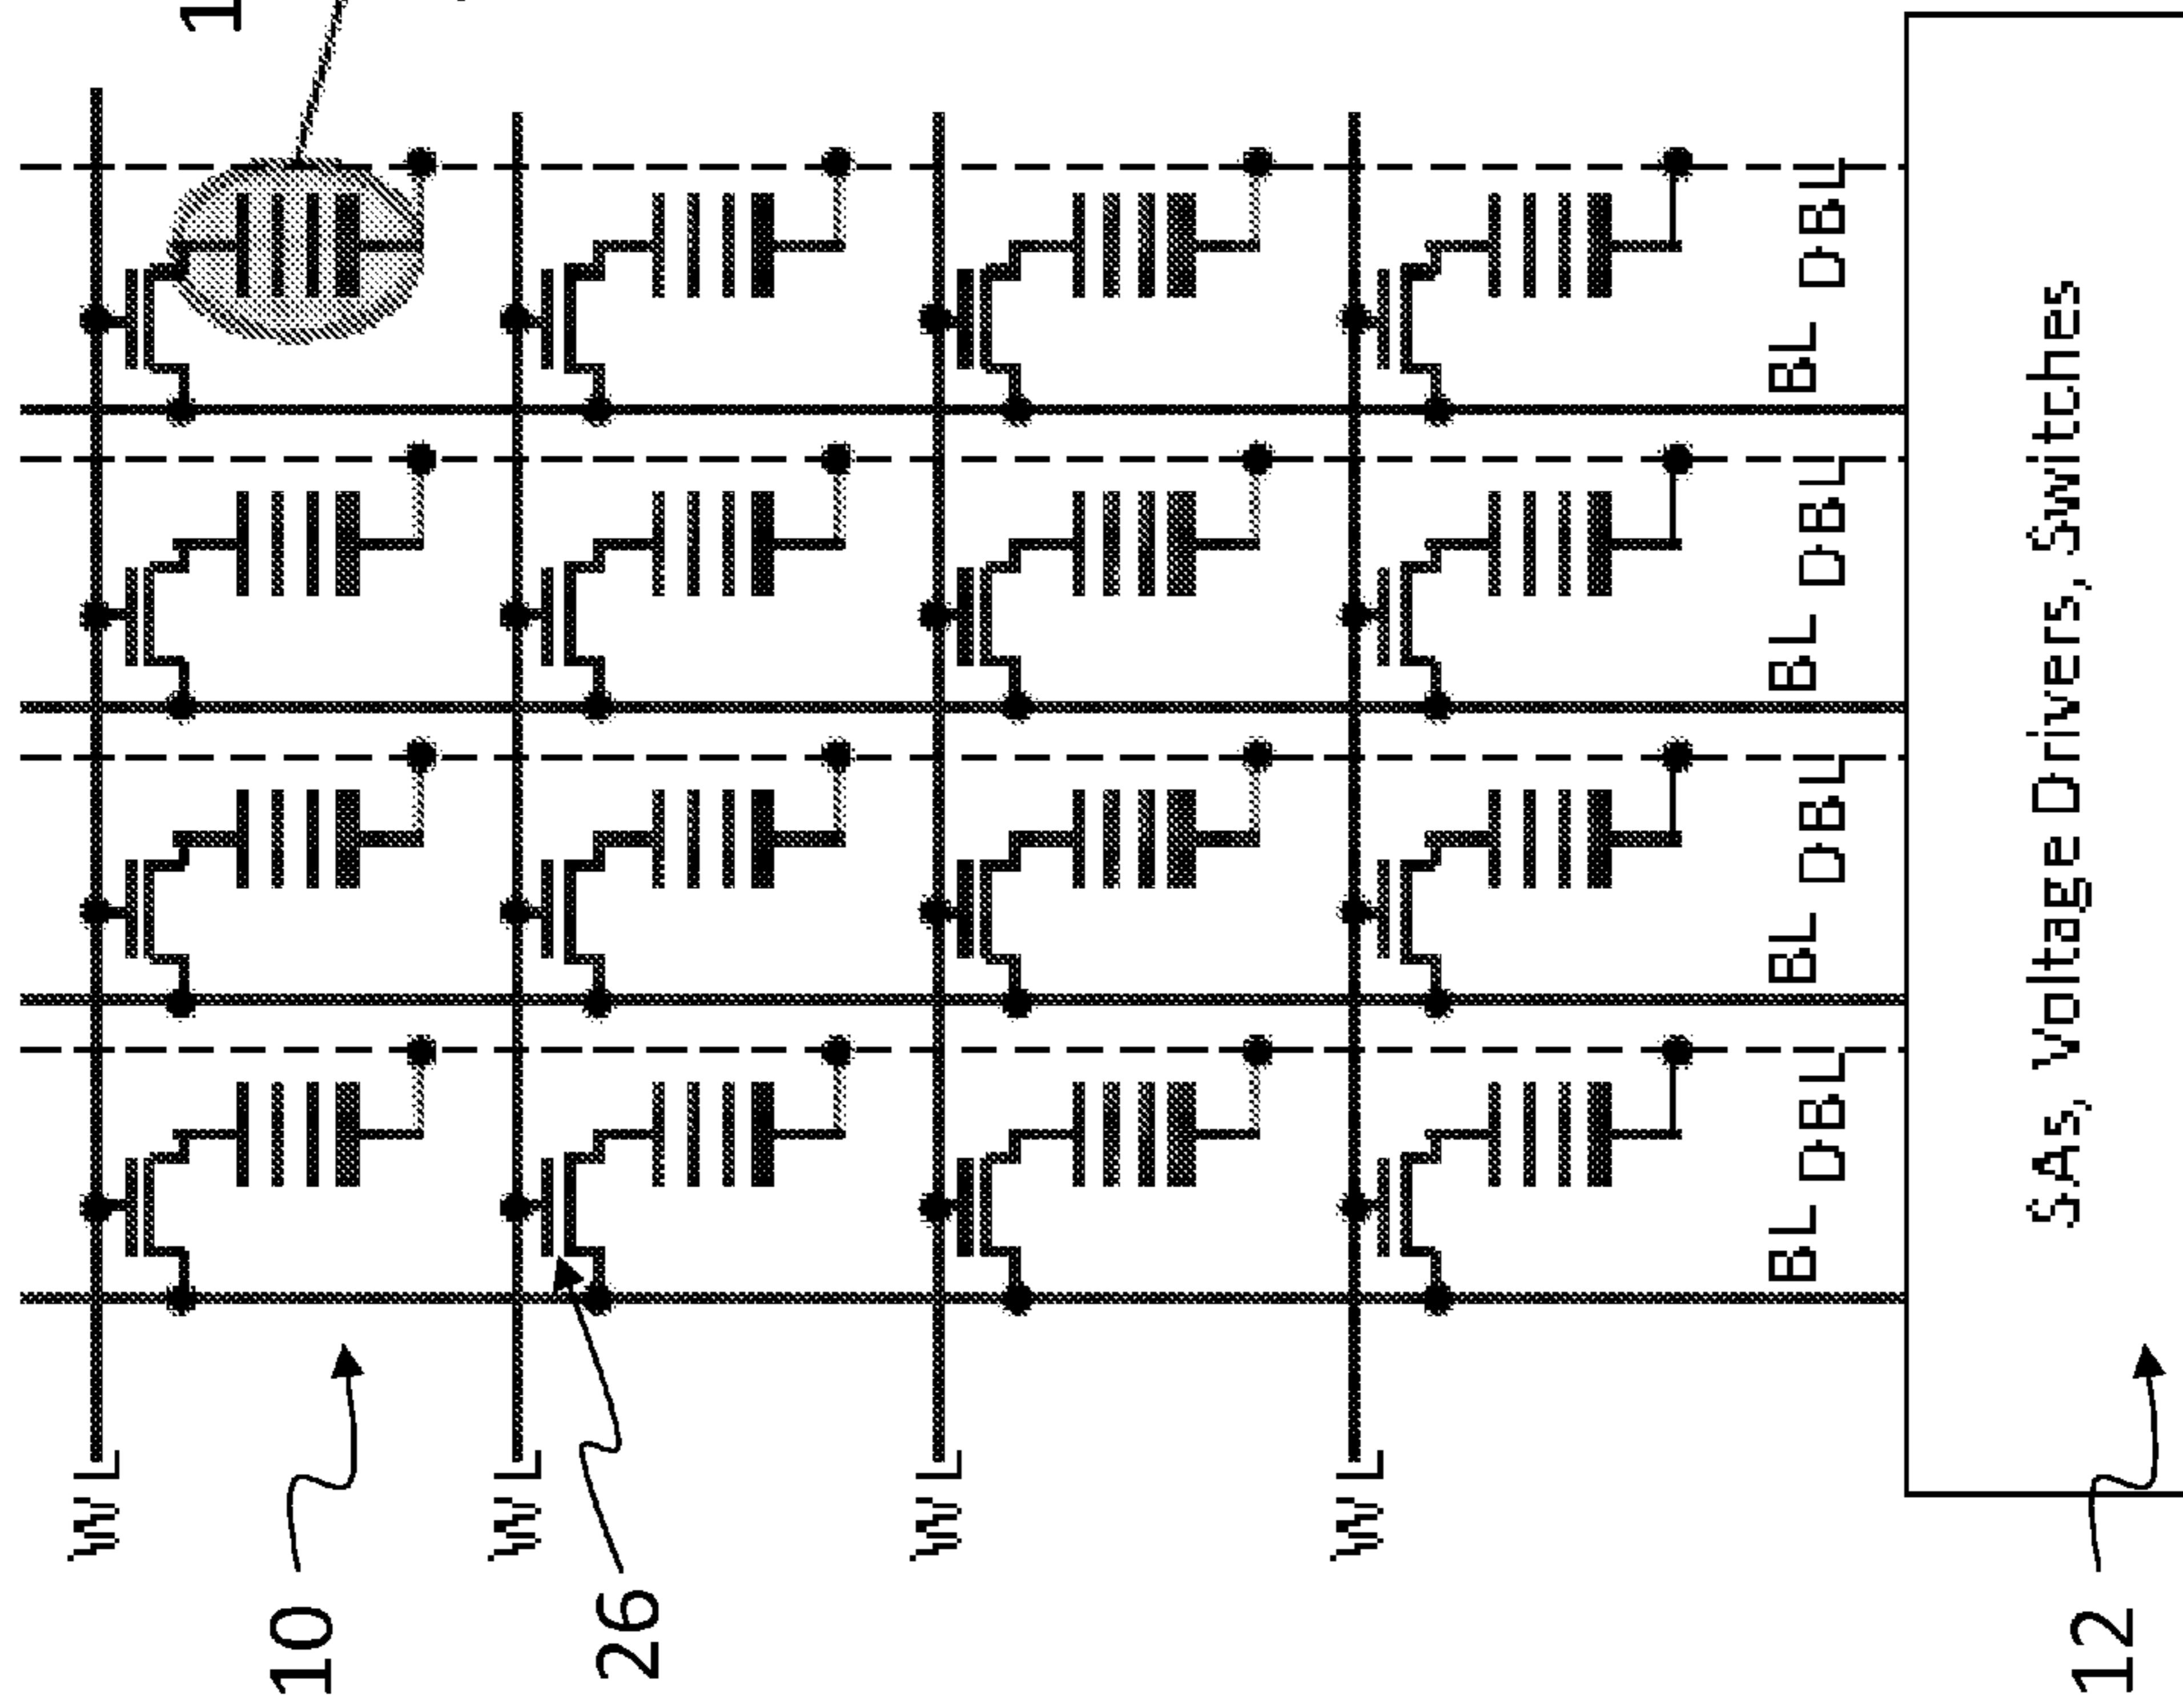 WL
1
10
WL
26
WL
WL
BL DBL BL DBL BL DBL BL DBL
SAs, Voltage Drivers, Switches
12